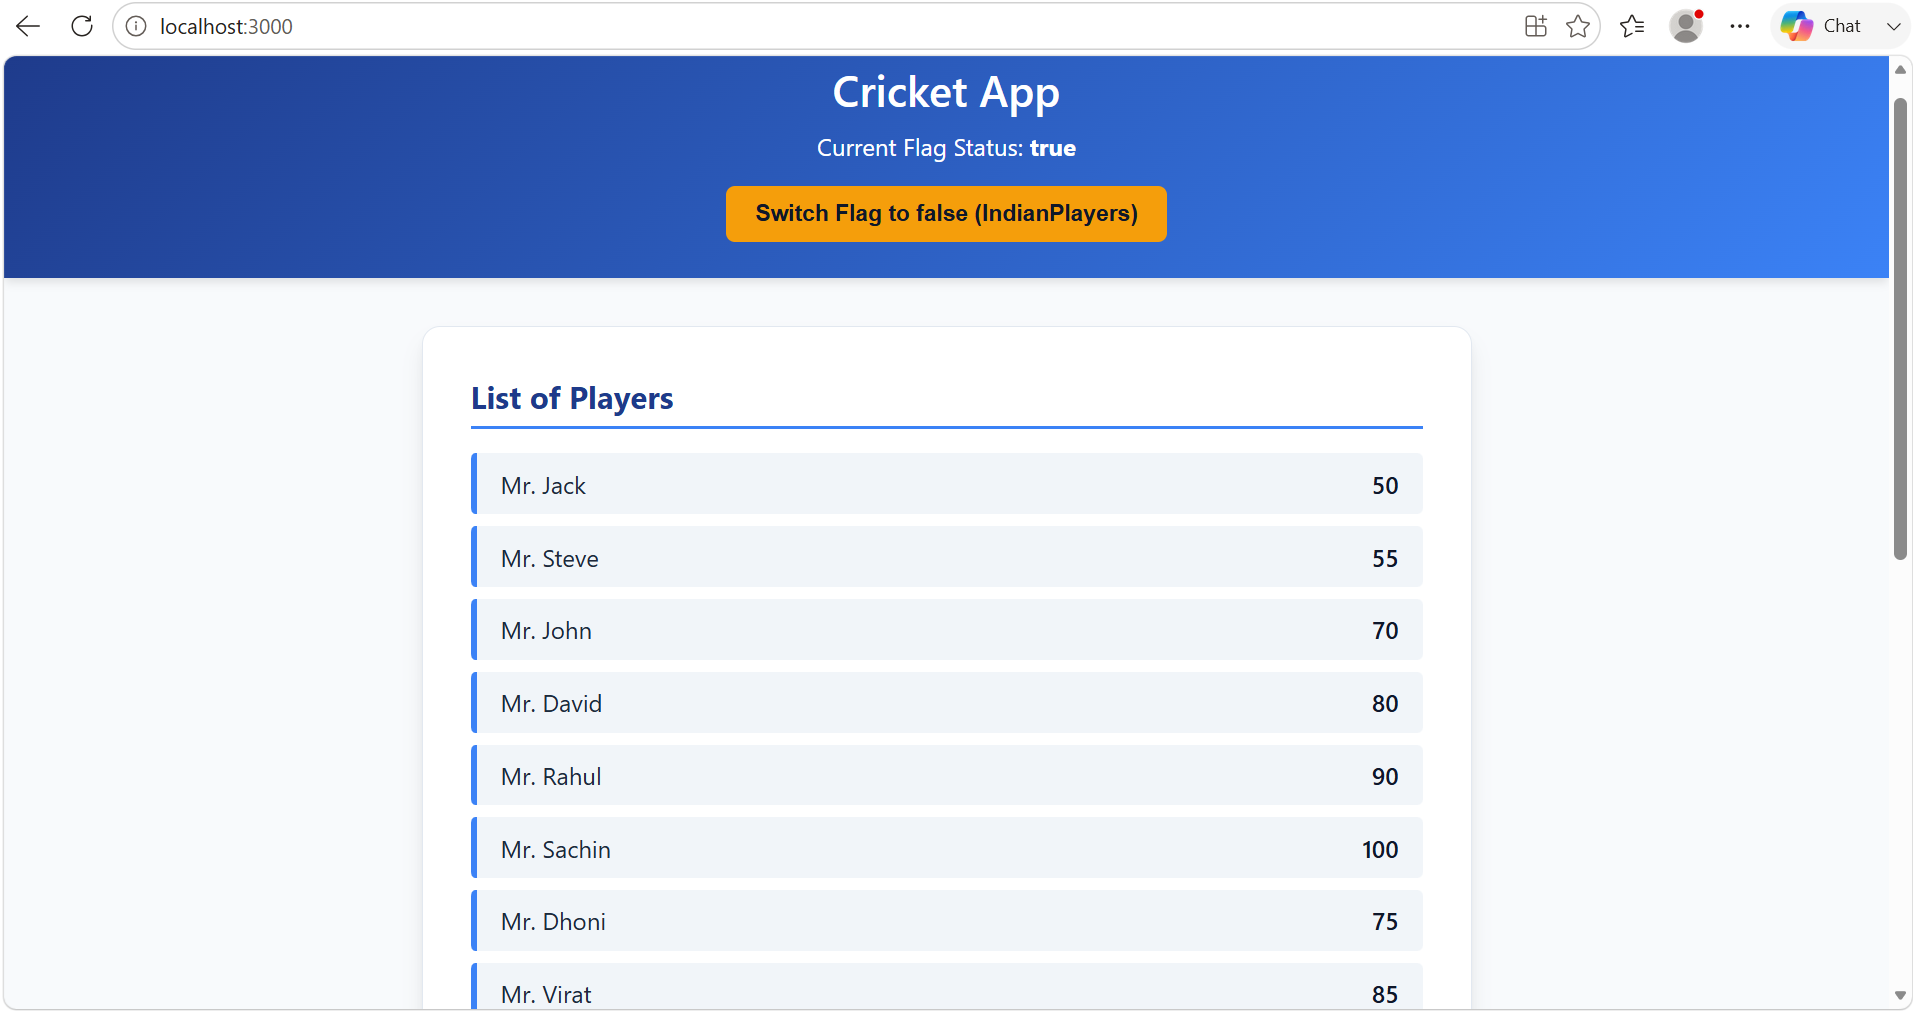 localhost:3000
Chat
Cricket App
Current Flag Status: true
Switch Flag to false (IndianPlayers)
List of Players
Mr. Jack 50
Mr. Steve 55
Mr. John 70
Mr. David 80
Mr. Rahul 90
Mr. Sachin 100
Mr. Dhoni 75
Mr. Virat 85